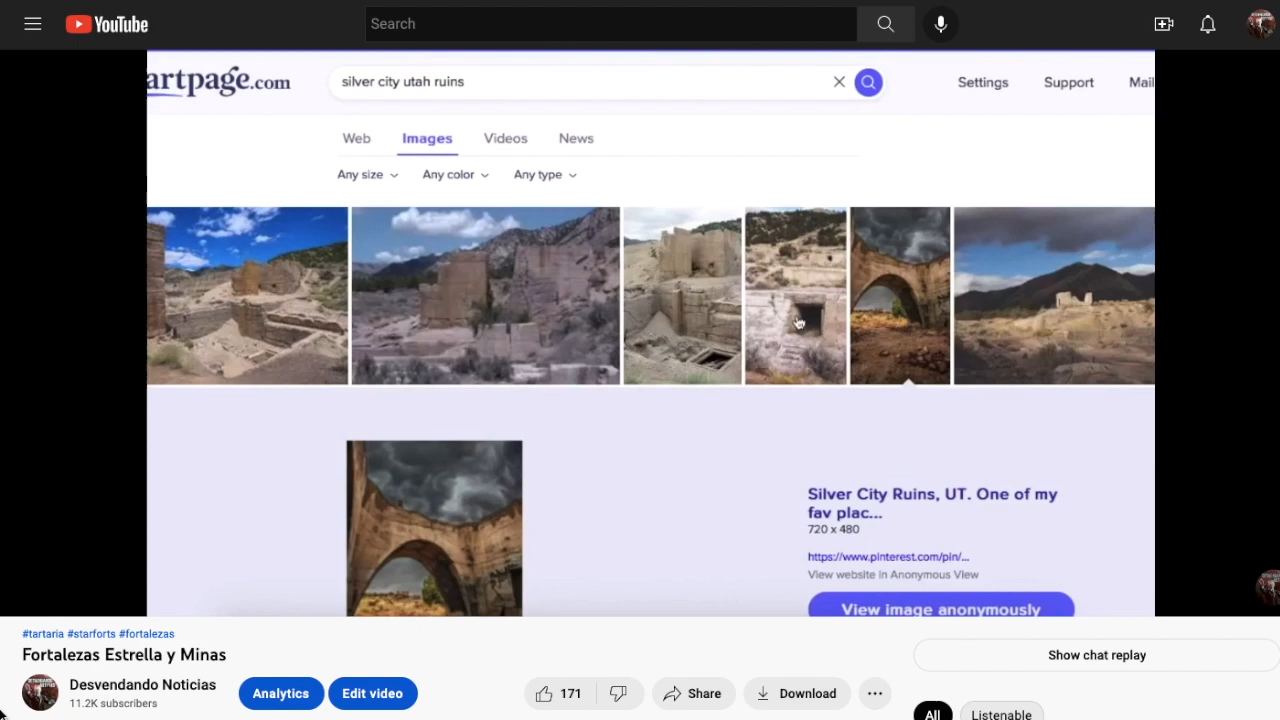 YouTube
Search
artpage.com
silver city utah ruins
Settings
Support
Mail
Web
Images
Videos
News
Any size
Any color
Any type
Silver City Ruins, UT. One of my
fav plac...
720 x 480
https://www.pinterest.com/pin/...
View website in Anonymous View
View image anonymously
#tartaria #starforts #fortalezas
Fortalezas Estrella y Minas
Show chat replay
Desvendando Noticias
11.2K subscribers
Analytics
Edit video
171
Share
Download
All
Listenable